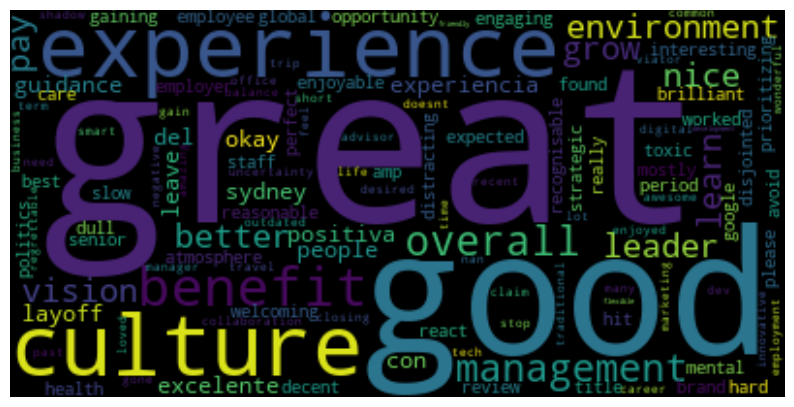 shadow gaining employee global opportunity engaging common
pay experience friendly environment
trip grow interesting viator wonderful
guidance employer office enjoyable experiencia found nice
care balance brilliant prioritizing
term gain perfect short doesnt worked
great
business smart del okay feel advisor expected strategic digital development
need negative amazing staff uncertainty life amp distracting recognisable really toxic mostly learn disjointed
best slow leave sydney desired recent period google avoid
politics regrettable dull reasonable outdated time awesome lot
senior better positiva enjoyed please
atmosphere people overall leader
manager travel nan many
vision benefit claim good
layoff welcoming traditional flexible marketing dev innovative
loved collaboration closing react stop hit employment
culture con tech management mental
past gone
health excelente decent review title career brand hard